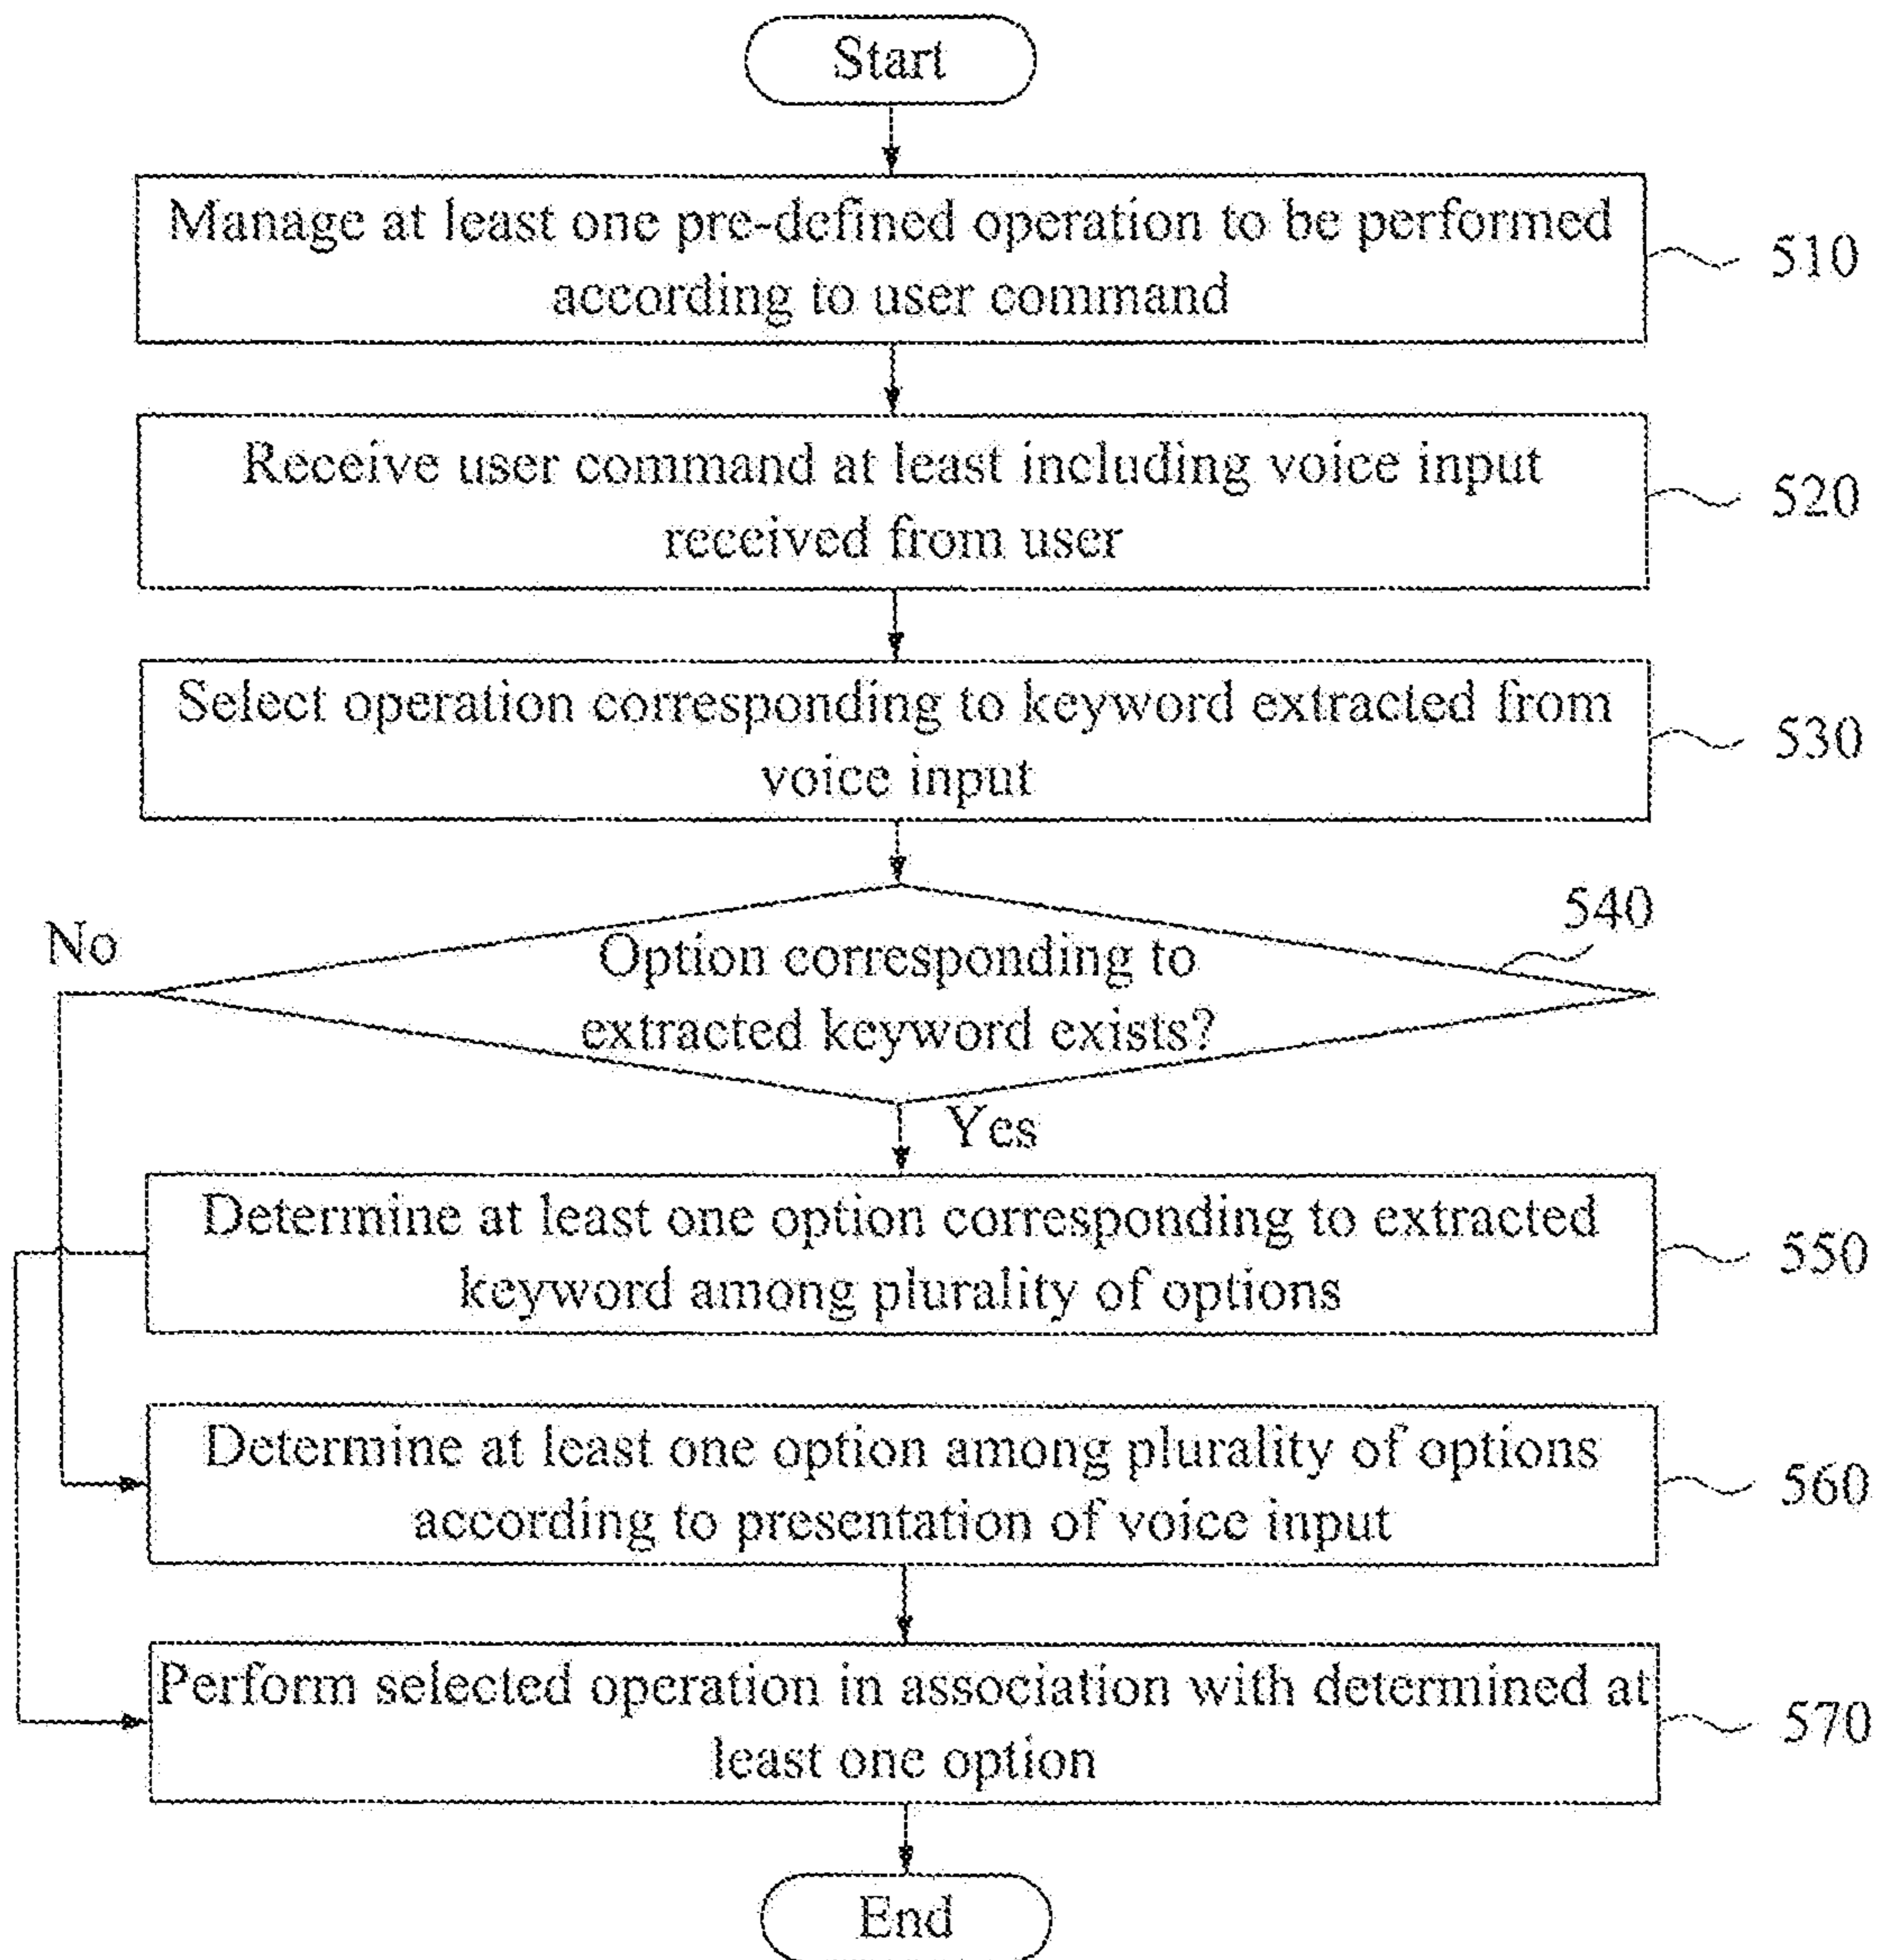 Start
Manage at least one pre-defined operation to be performed
according to user command
510
Receive user command at least including voice input
received from user
520
Select operation corresponding to keyword extracted from
voice input
530
540
No
Option corresponding to
extracted keyword exists?
Yes
Determine at least one option corresponding to extracted
keyword among plurality of options
550
Determine at least one option among plurality of options
according to presentation of voice input
560
Perform selected operation in association with determined at
least one option
570
End